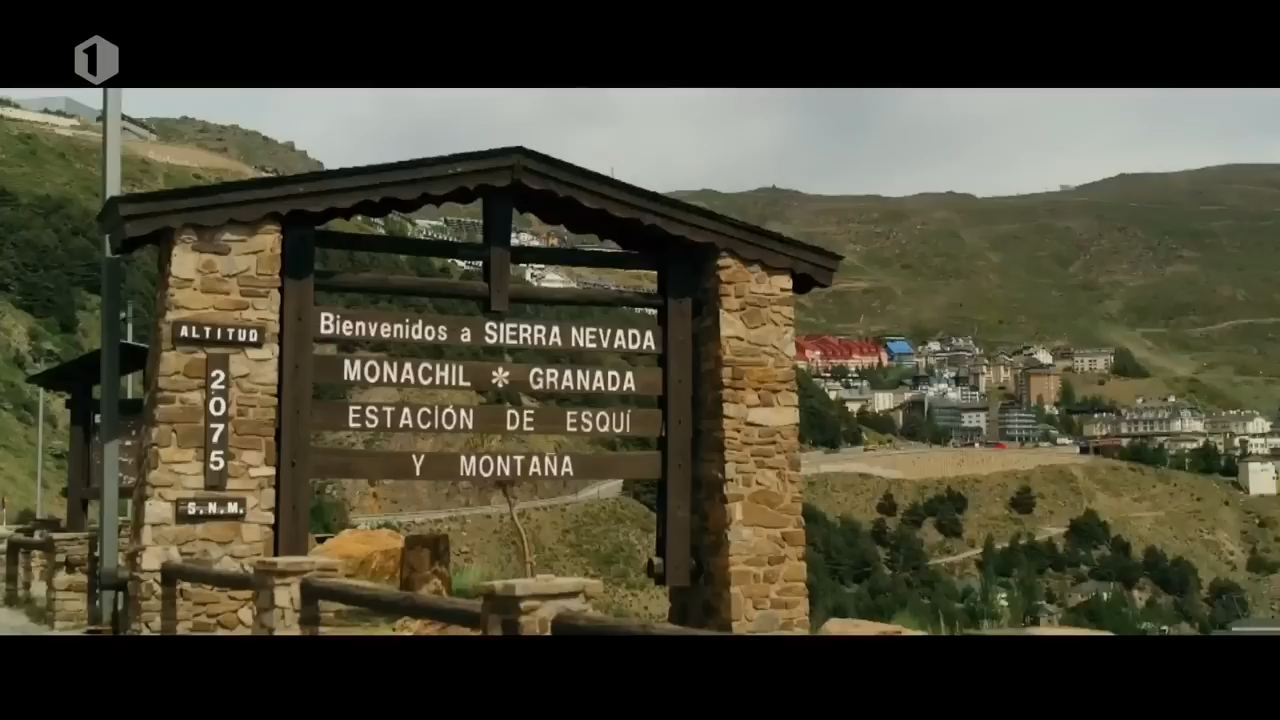 1
Bienvenidos a SIERRA NEVADA
MONACHIL * GRANADA
ESTACIÓN DE ESQUÍ
Y MONTAÑA
ALTITUD
2075
S.N.M.